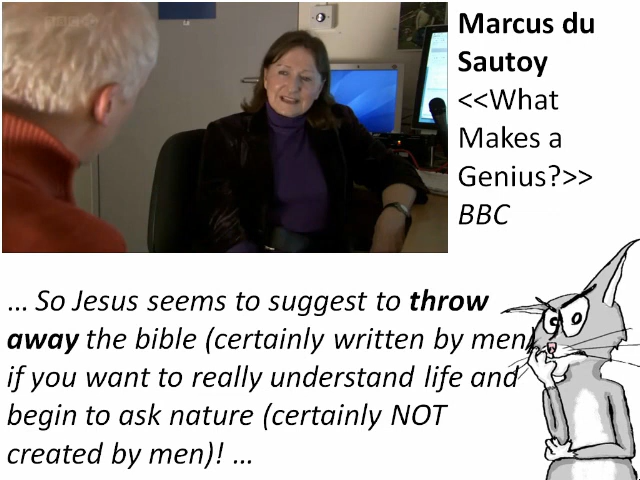 BBC
Marcus du
Sautoy
<<What
Makes a
Genius?>>
BBC
... So Jesus seems to suggest to throw
away the bible (certainly written by men)
if you want to really understand life and
begin to ask nature (certainly NOT
created by men)! ...